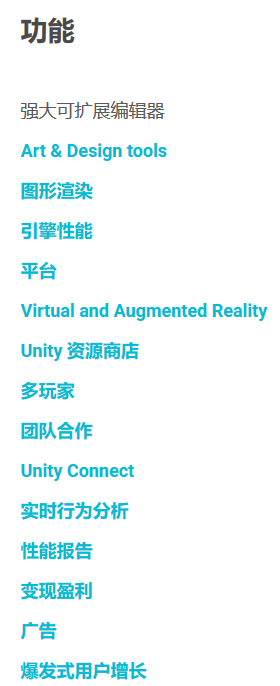 功能
强大可扩展编辑器
Art & Design tools
图形渲染
引擎性能
平台
Virtual and Augmented Reality
Unity 资源商店
多玩家
团队合作
Unity Connect
实时行为分析
性能报告
变现盈利
广告
爆发式用户增长